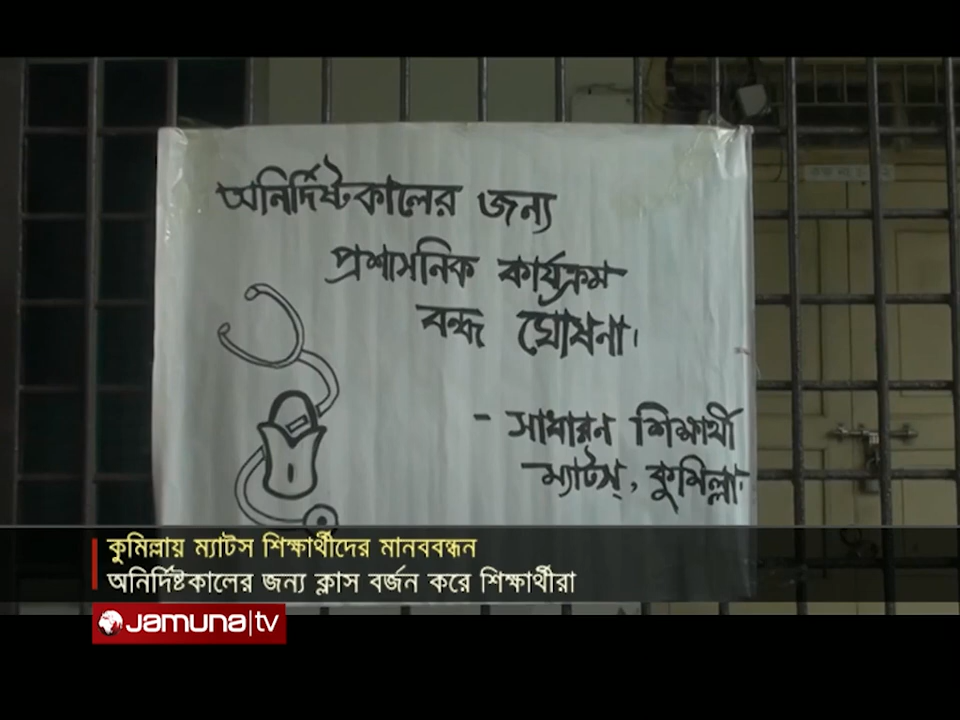 অনির্দিষ্টকালের জন্য
প্রশাসনিক কার্যক্রম
বন্ধ ঘোষনা।
- সাধারন শিক্ষার্থী
ম্যাটস্, কুমিল্লা।
কুমিল্লায় ম্যাটস শিক্ষার্থীদের মানববন্ধন
অনির্দিষ্টকালের জন্য ক্লাস বর্জন করে শিক্ষার্থীরা
Jamuna|tv